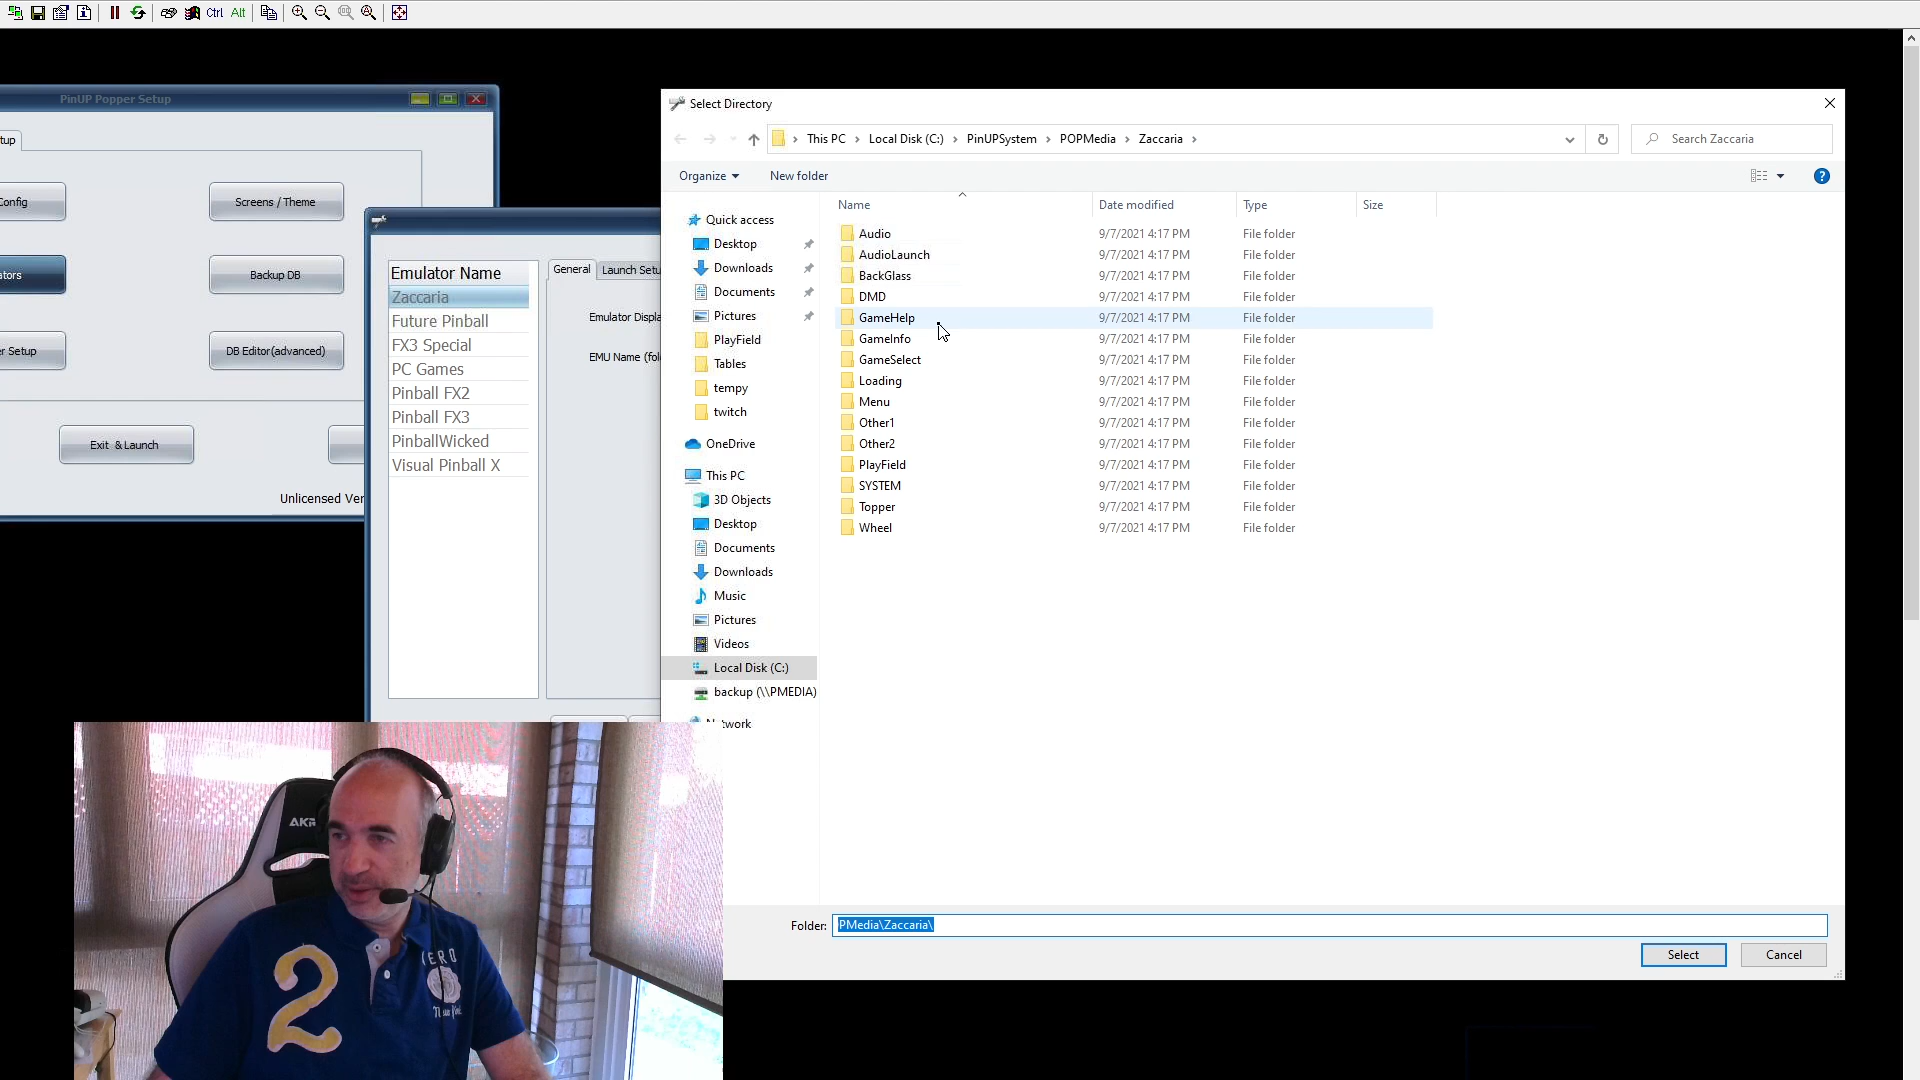 Ctrl Alt
PinUP Popper Setup
tup
Config
Screens / Theme
ators
Backup DB
er Setup
DB Editor(advanced)
Exit & Launch
Unlicensed Ver
Emulator Name
Zaccaria
Future Pinball
FX3 Special
PC Games
Pinball FX2
Pinball FX3
PinballWicked
Visual Pinball X
General
Launch Setu
Emulator Displa
EMU Name (fol
Select Directory
This PC > Local Disk (C:) > PinUPSystem > POPMedia > Zaccaria >
Search Zaccaria
Organize
New folder
Quick access
Desktop
Downloads
Documents
Pictures
PlayField
Tables
tempy
twitch
OneDrive
This PC
3D Objects
Desktop
Documents
Downloads
Music
Pictures
Videos
Local Disk (C:)
backup (\\PMEDIA)
Network
Name Date modified Type Size
Audio 9/7/2021 4:17 PM File folder
AudioLaunch 9/7/2021 4:17 PM File folder
BackGlass 9/7/2021 4:17 PM File folder
DMD 9/7/2021 4:17 PM File folder
GameHelp 9/7/2021 4:17 PM File folder
GameInfo 9/7/2021 4:17 PM File folder
GameSelect 9/7/2021 4:17 PM File folder
Loading 9/7/2021 4:17 PM File folder
Menu 9/7/2021 4:17 PM File folder
Other1 9/7/2021 4:17 PM File folder
Other2 9/7/2021 4:17 PM File folder
PlayField 9/7/2021 4:17 PM File folder
SYSTEM 9/7/2021 4:17 PM File folder
Topper 9/7/2021 4:17 PM File folder
Wheel 9/7/2021 4:17 PM File folder
Folder: PMedia\Zaccaria\
Select
Cancel
AKR
2